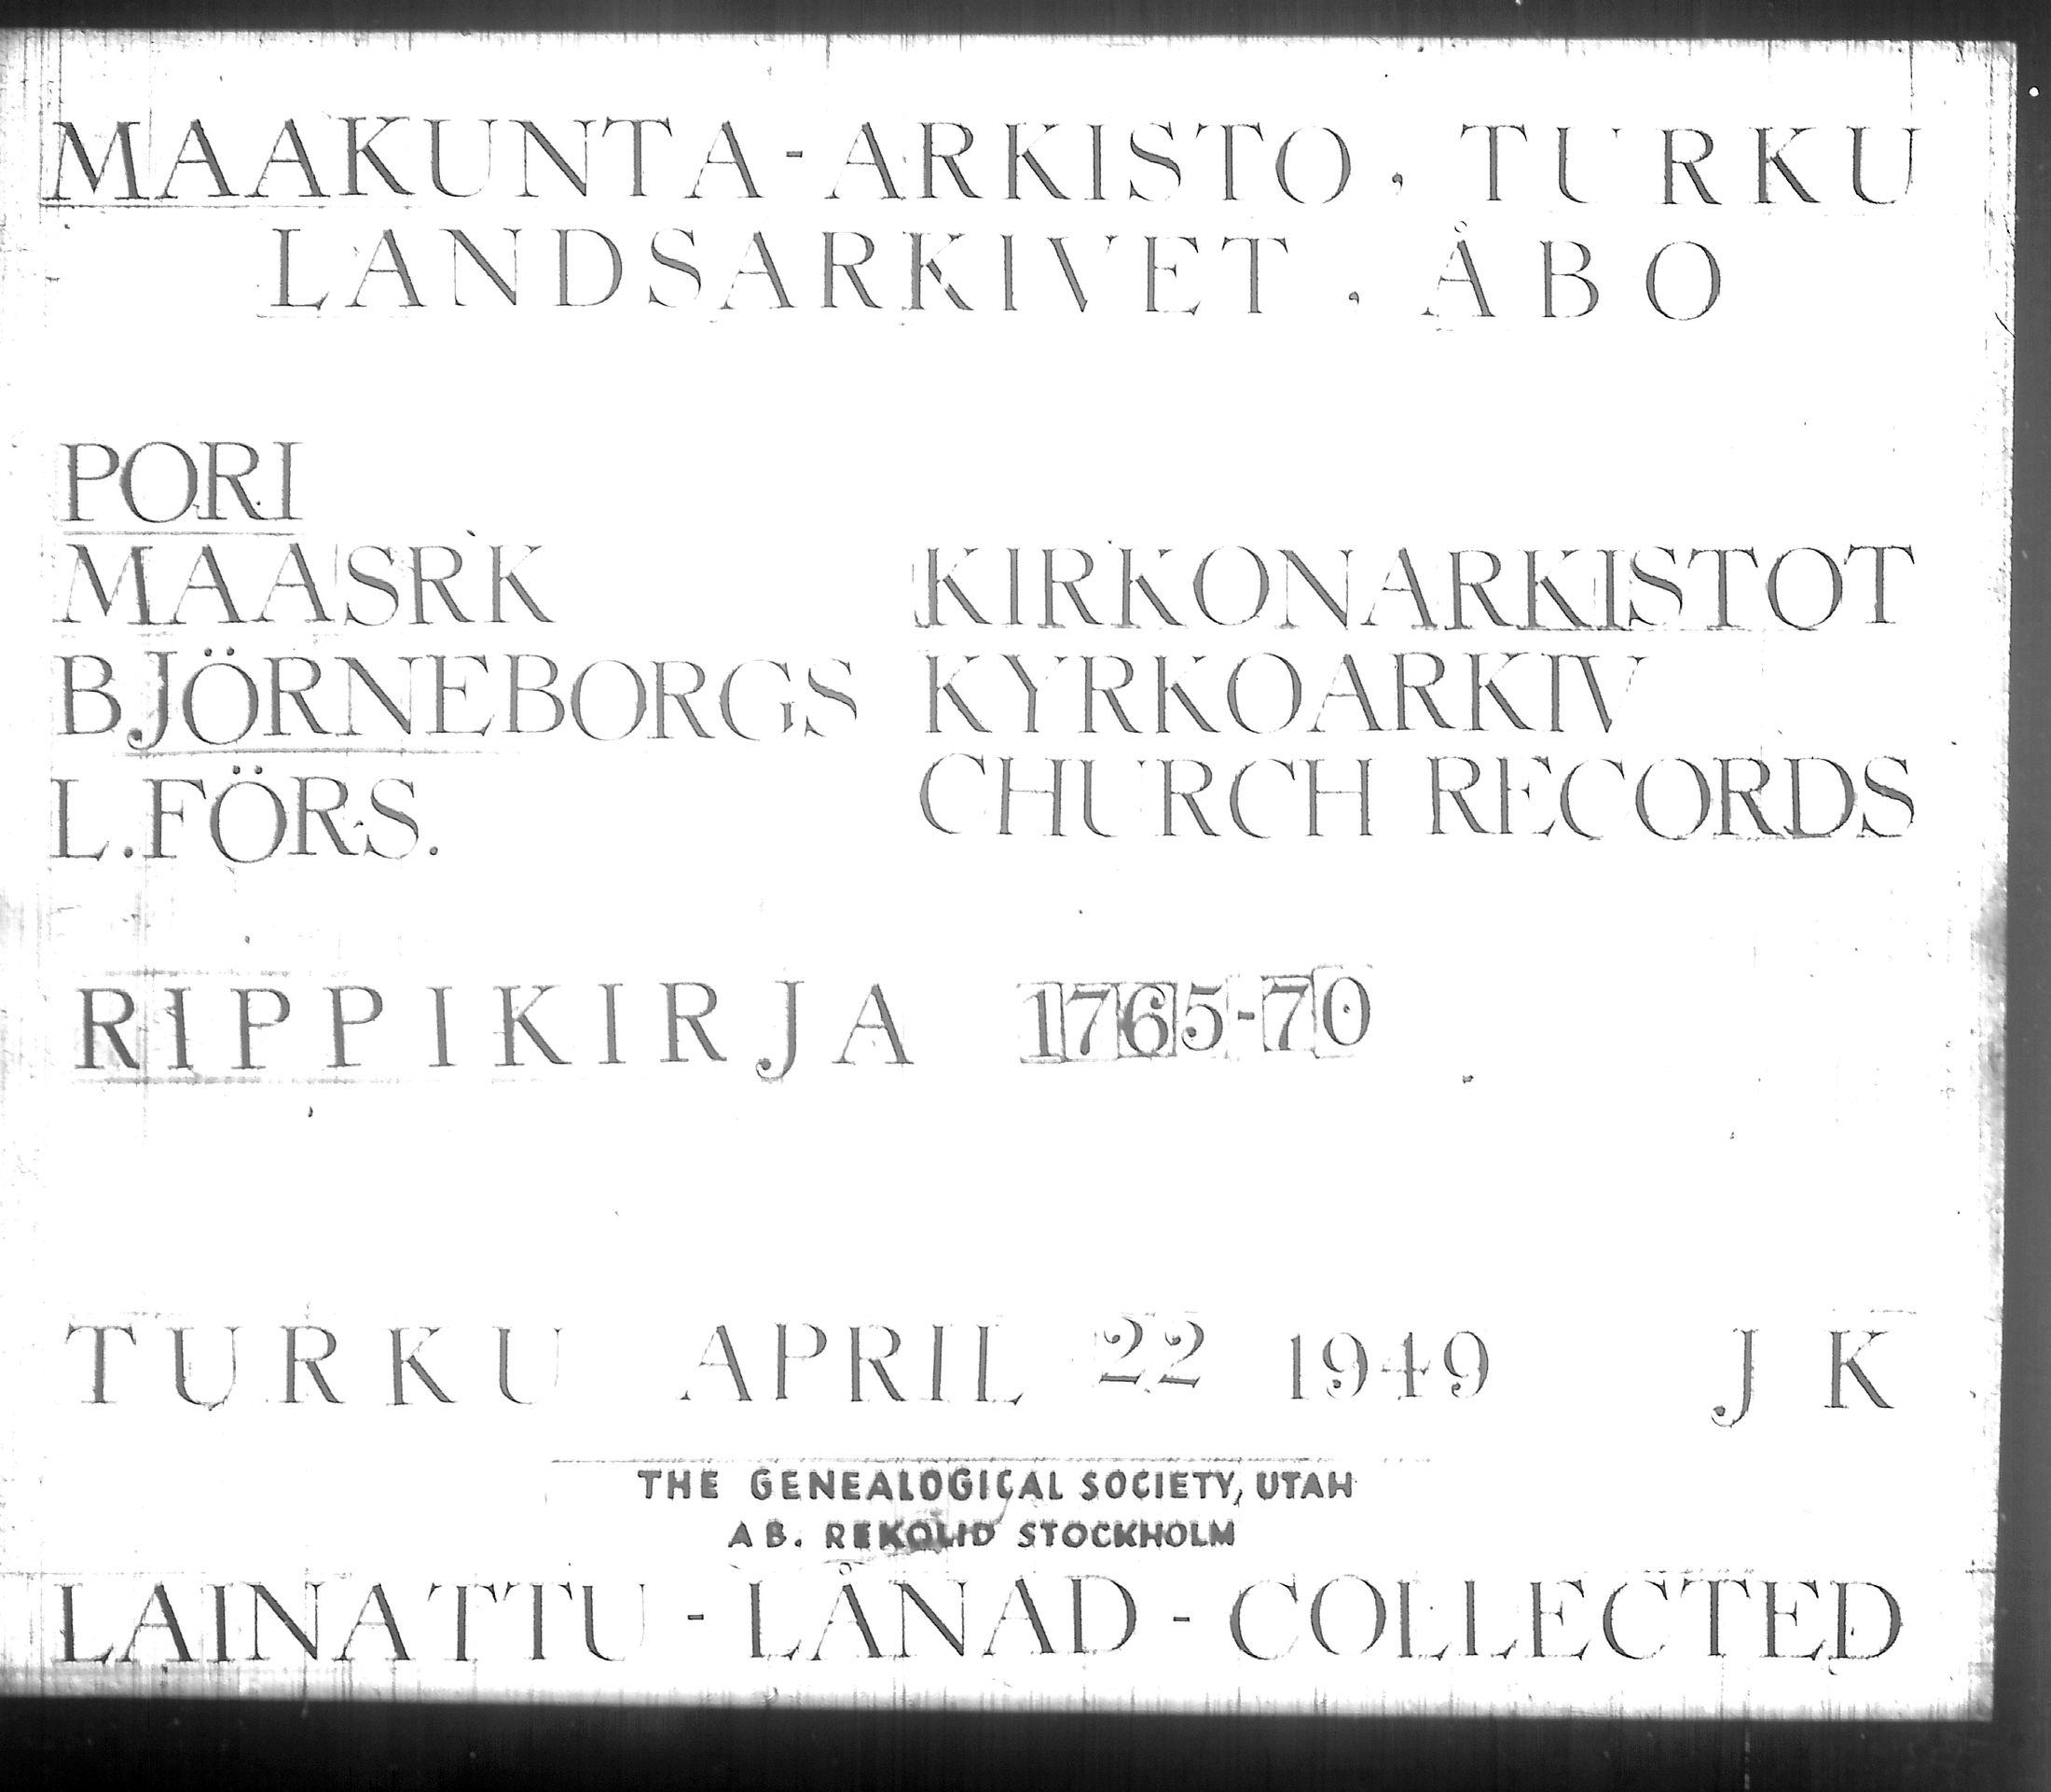 MAAKUNTA-ARKISTO, TURKU
LANDSARKIVET, ÅBO
PORI
MAASRK KIRKONARKISTOT
BJÖRNEBORGS KYRKOARKIV
L.FÖRS. CHURCH RECORDS
RIPPIKIRJA 1765-70
TURKU APRIL 22 1949 J K
THE GENEALOGICAL SOCIETY, UTAH
AB. REKOLID STOCKHOLM
LAINATTU - LÅNAD - COLLECTED